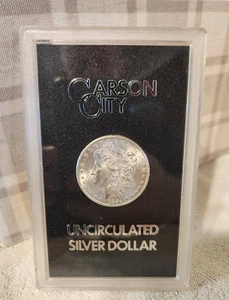 CARSON
CITY
UNCIRCULATED
SILVER DOLLAR